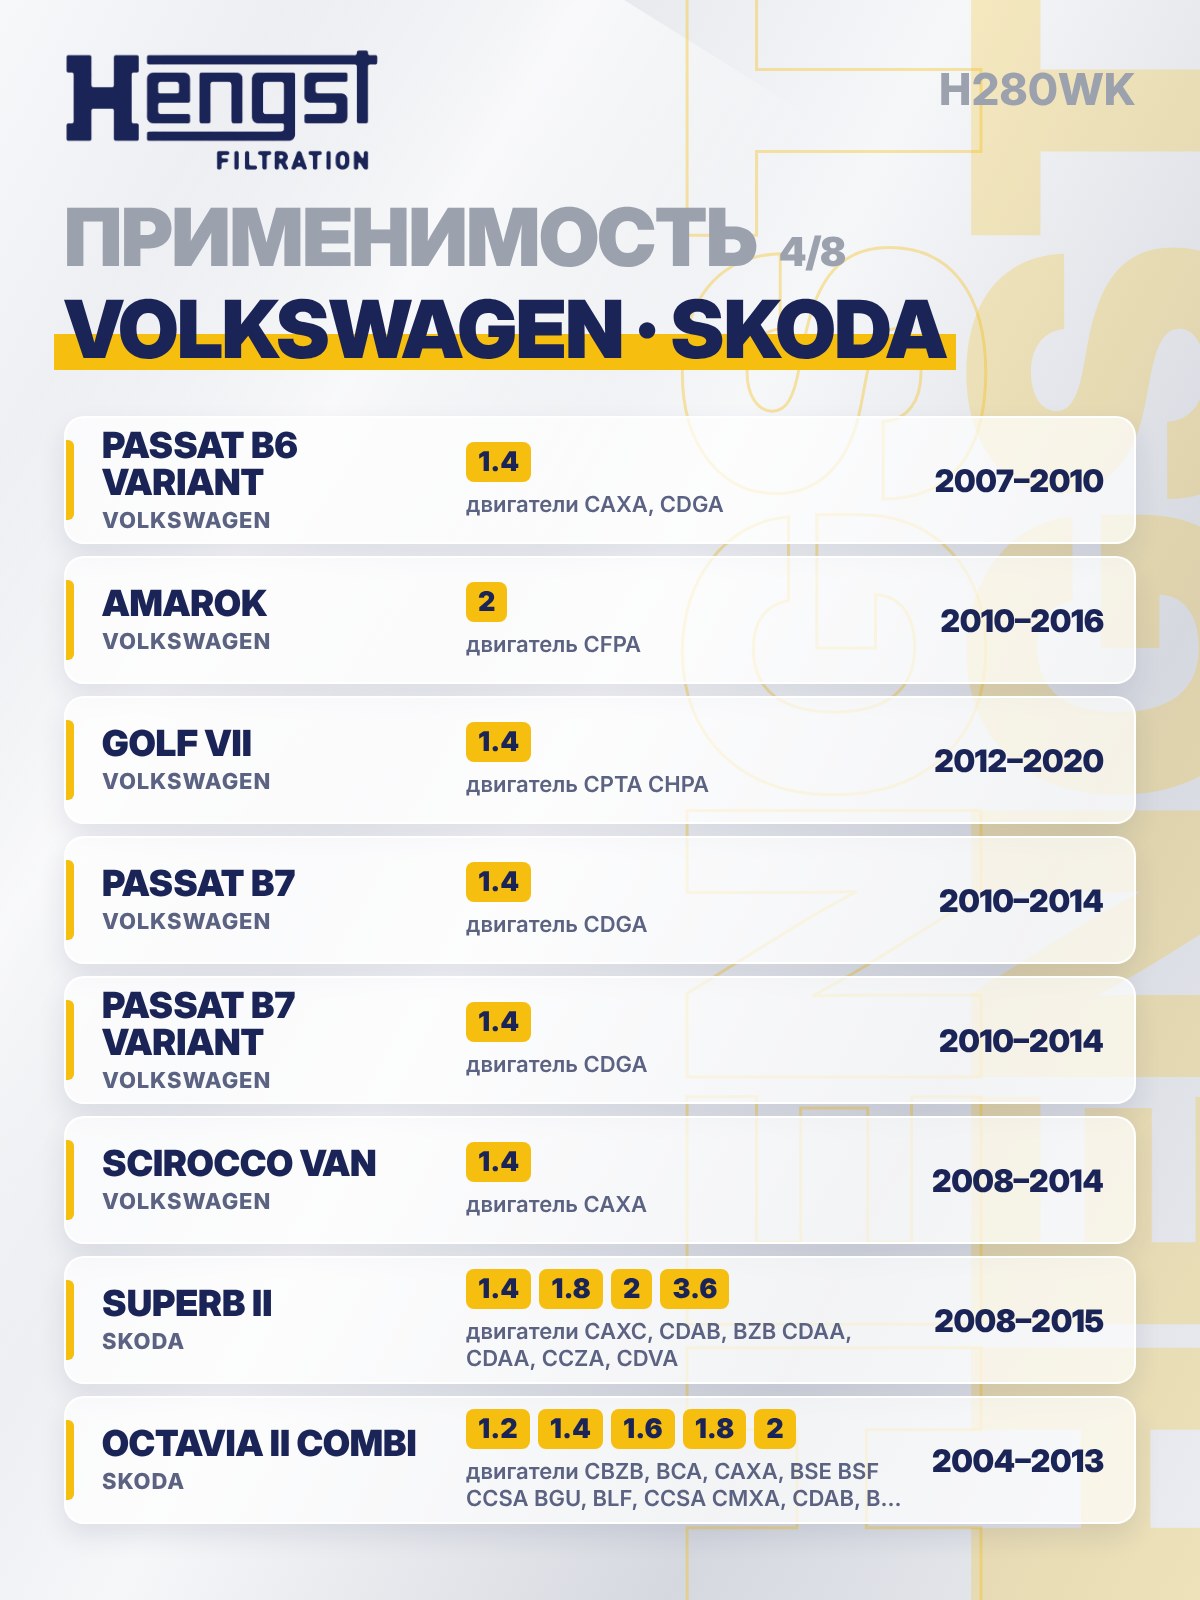 Hengst
FILTRATION
H280WK
ПРИМЕНИМОСТЬ 4/8
VOLKSWAGEN · SKODA
PASSAT B6
VARIANT
VOLKSWAGEN
1.4
двигатели CAXA, CDGA
2007–2010
AMAROK
VOLKSWAGEN
2
двигатель CFPA
2010–2016
GOLF VII
VOLKSWAGEN
1.4
двигатель CPTA CHPA
2012–2020
PASSAT B7
VOLKSWAGEN
1.4
двигатель CDGA
2010–2014
PASSAT B7
VARIANT
VOLKSWAGEN
1.4
двигатель CDGA
2010–2014
SCIROCCO VAN
VOLKSWAGEN
1.4
двигатель CAXA
2008–2014
SUPERB II
SKODA
1.4 1.8 2 3.6
двигатели CAXC, CDAB, BZB CDAA,
CDAA, CCZA, CDVA
2008–2015
OCTAVIA II COMBI
SKODA
1.2 1.4 1.6 1.8 2
двигатели CBZB, BCA, CAXA, BSE BSF
CCSA BGU, BLF, CCSA CMXA, CDAB, B...
2004–2013
HENGST
HENGST